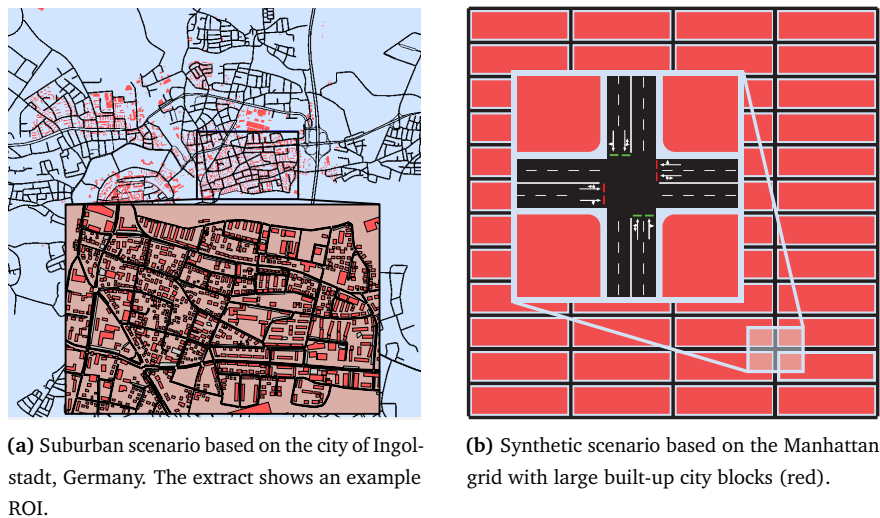 (a) Suburban scenario based on the city of Ingol-
stadt, Germany. The extract shows an example
ROI.
(b) Synthetic scenario based on the Manhattan
grid with large built-up city blocks (red).